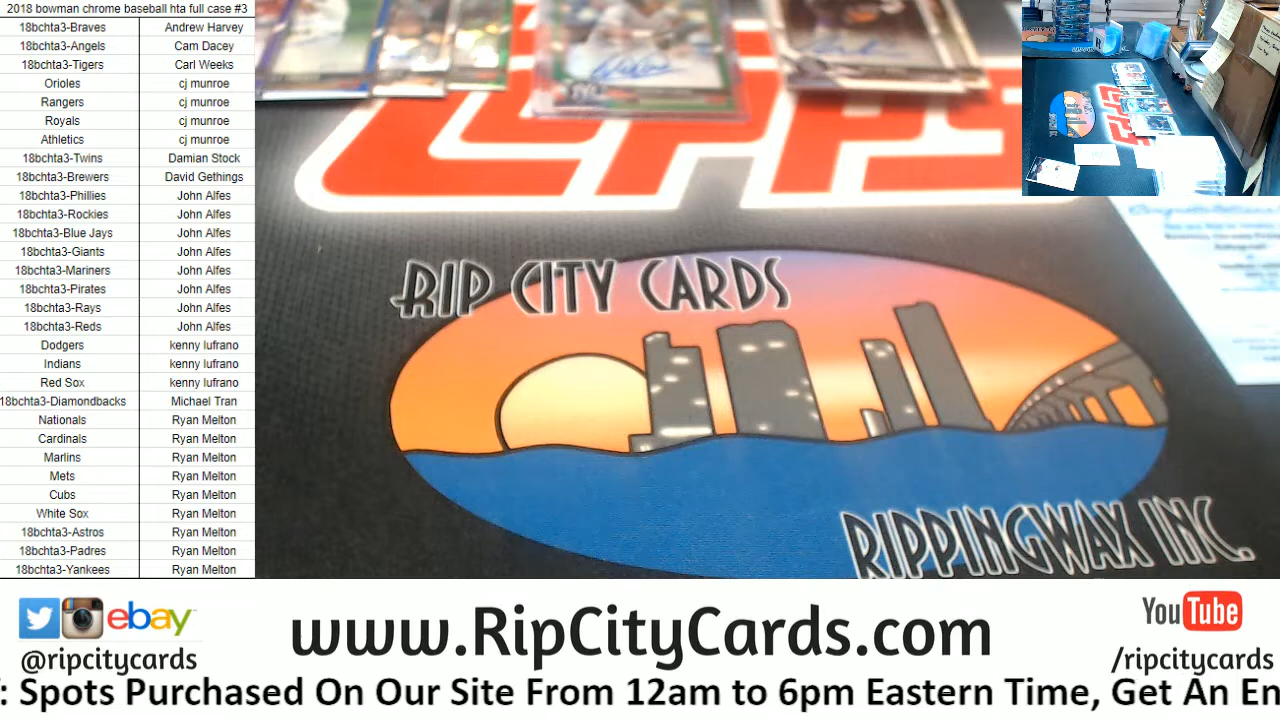 2018 bowman chrome baseball hta full case #3
18bchta3-Braves Andrew Harvey
18bchta3-Angels Cam Dacey
18bchta3-Tigers Carl Weeks
Orioles cj munroe
Rangers cj munroe
Royals cj munroe
Athletics cj munroe
18bchta3-Twins Damian Stock
18bchta3-Brewers David Gethings
18bchta3-Phillies John Alfes
18bchta3-Rockies John Alfes
18bchta3-Blue Jays John Alfes
18bchta3-Giants John Alfes
18bchta3-Mariners John Alfes
18bchta3-Pirates John Alfes
18bchta3-Rays John Alfes
18bchta3-Reds John Alfes
Dodgers kenny lufrano
Indians kenny lufrano
Red Sox kenny lufrano
18bchta3-Diamondbacks Michael Tran
Nationals Ryan Melton
Cardinals Ryan Melton
Marlins Ryan Melton
Mets Ryan Melton
Cubs Ryan Melton
White Sox Ryan Melton
18bchta3-Astros Ryan Melton
18bchta3-Padres Ryan Melton
18bchta3-Yankees Ryan Melton
RIP CITY CARDS
RIPPINGWAX INC.
ebay
@ripcitycards
www.RipCityCards.com
YouTube
/ripcitycards
: Spots Purchased On Our Site From 12am to 6pm Eastern Time, Get An En